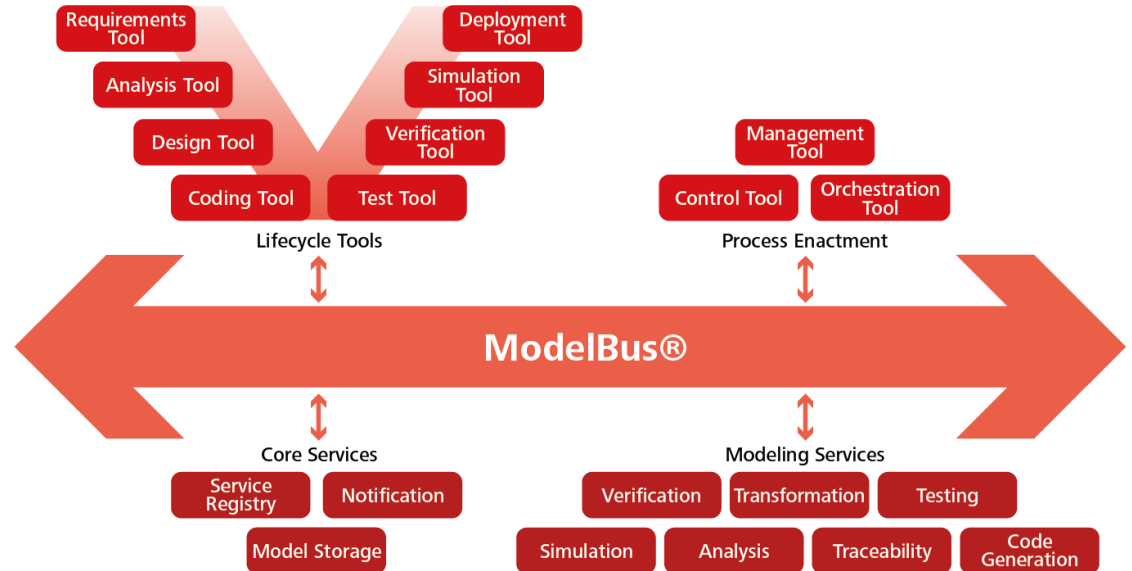 Requirements
Tool
Deployment
Tool
Analysis Tool
Simulation
Tool
Design Tool
Verification
Tool
Management
Tool
Coding Tool
Test Tool
Control Tool
Orchestration
Tool
Lifecycle Tools
Process Enactment
ModelBus®
Core Services
Modeling Services
Service
Registry
Notification
Verification
Transformation
Testing
Model Storage
Simulation
Analysis
Traceability
Code
Generation